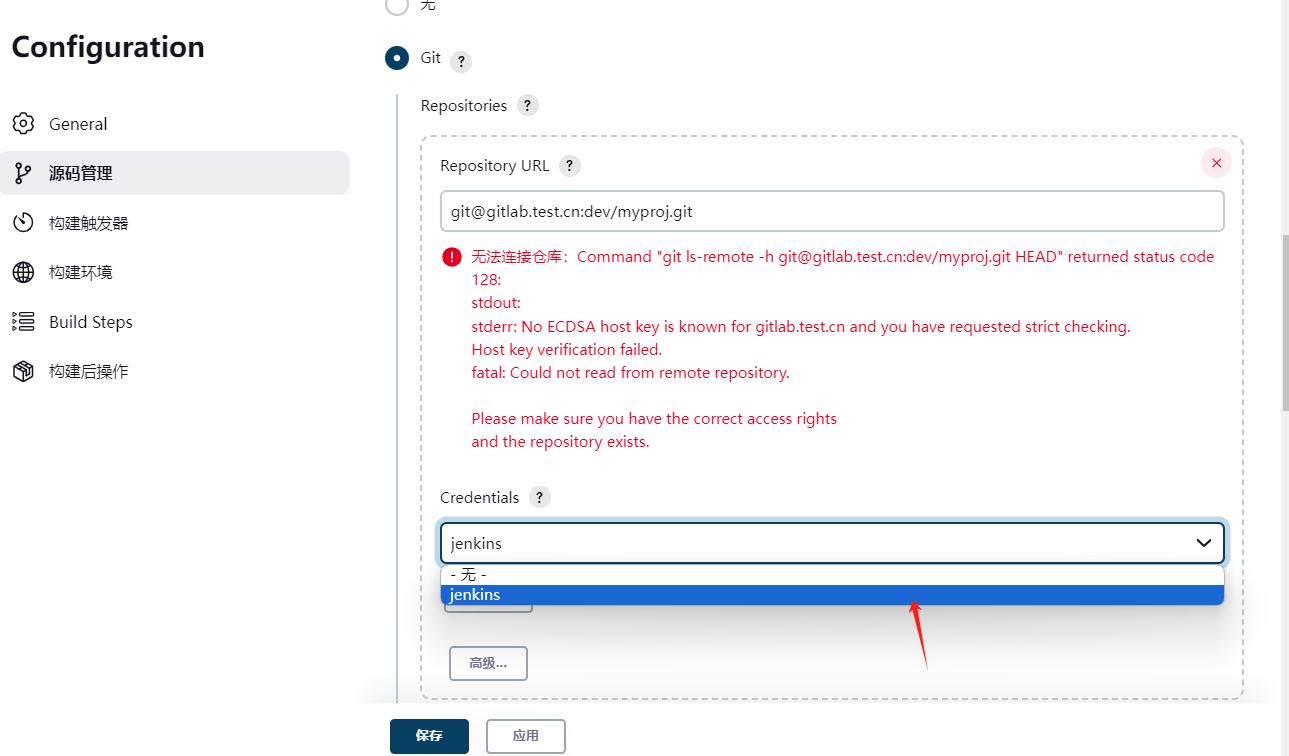 无
Configuration
Git ?
Repositories ?
General
Repository URL ?
源码管理
git@gitlab.test.cn:dev/myproj.git
构建触发器
无法连接仓库：Command "git ls-remote -h git@gitlab.test.cn:dev/myproj.git HEAD" returned status code
128:
构建环境
stdout:
stderr: No ECDSA host key is known for gitlab.test.cn and you have requested strict checking.
Build Steps
Host key verification failed.
fatal: Could not read from remote repository.
构建后操作
Please make sure you have the correct access rights
and the repository exists.
Credentials ?
jenkins
- 无 -
jenkins
高级...
保存
应用